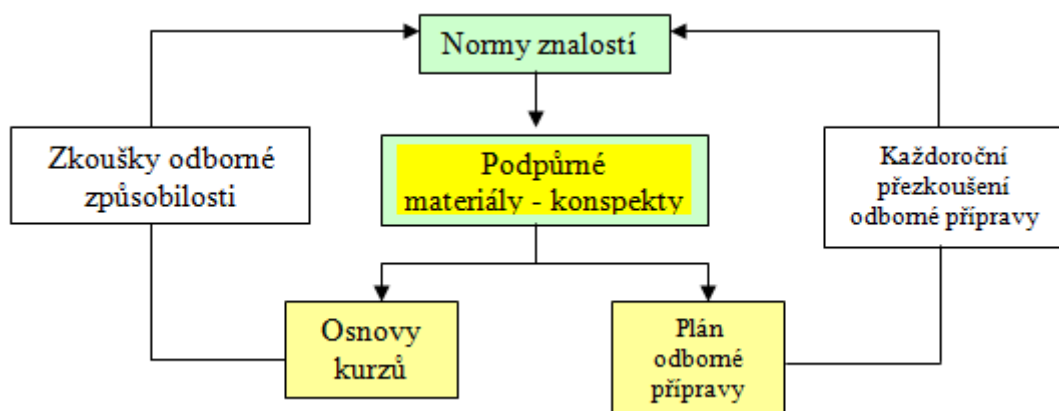 Normy znalostí
Zkoušky odborné
způsobilosti
Podpůrné
materiály - konspekty
Každoroční
přezkoušení
odborné přípravy
Osnovy
kurzů
Plán
odborné
přípravy